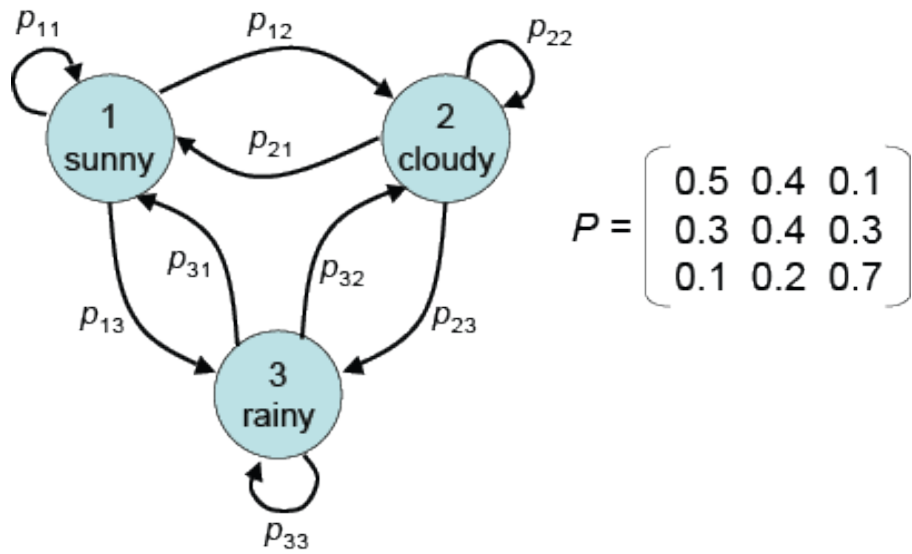 p11
p12
p22
1
sunny
2
cloudy
p21
P =
0.5 0.4 0.1
0.3 0.4 0.3
0.1 0.2 0.7
p31
p32
p13
p23
3
rainy
p33